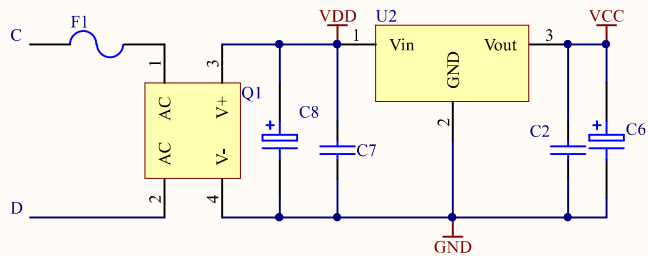 C
F1
VDD
U2
VCC
1
3
1
Vin
Vout
3
GND
AC
V+
Q1
C8
C7
2
C2
C6
AC
V-
2
4
D
GND